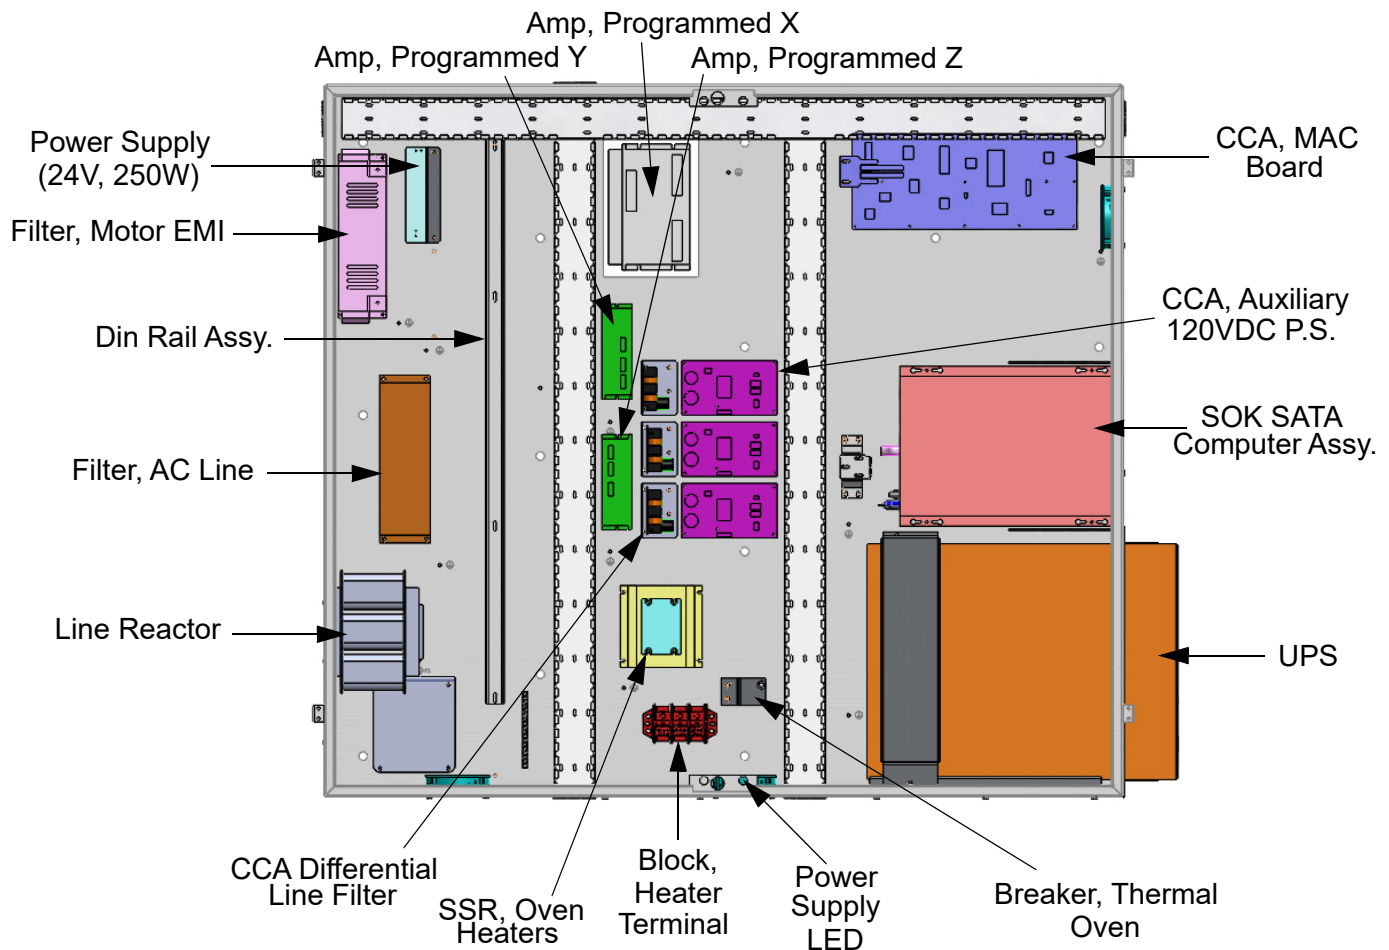 Amp, Programmed X
Amp, Programmed Y
Amp, Programmed Z
Power Supply
(24V, 250W)
CCA, MAC
Board
Filter, Motor EMI
CCA, Auxiliary
120VDC P.S.
Din Rail Assy.
SOK SATA
Computer Assy.
Filter, AC Line
Line Reactor
UPS
CCA Differential
Line Filter
SSR, Oven
Heaters
Block,
Heater
Terminal
Power
Supply
LED
Breaker, Thermal
Oven